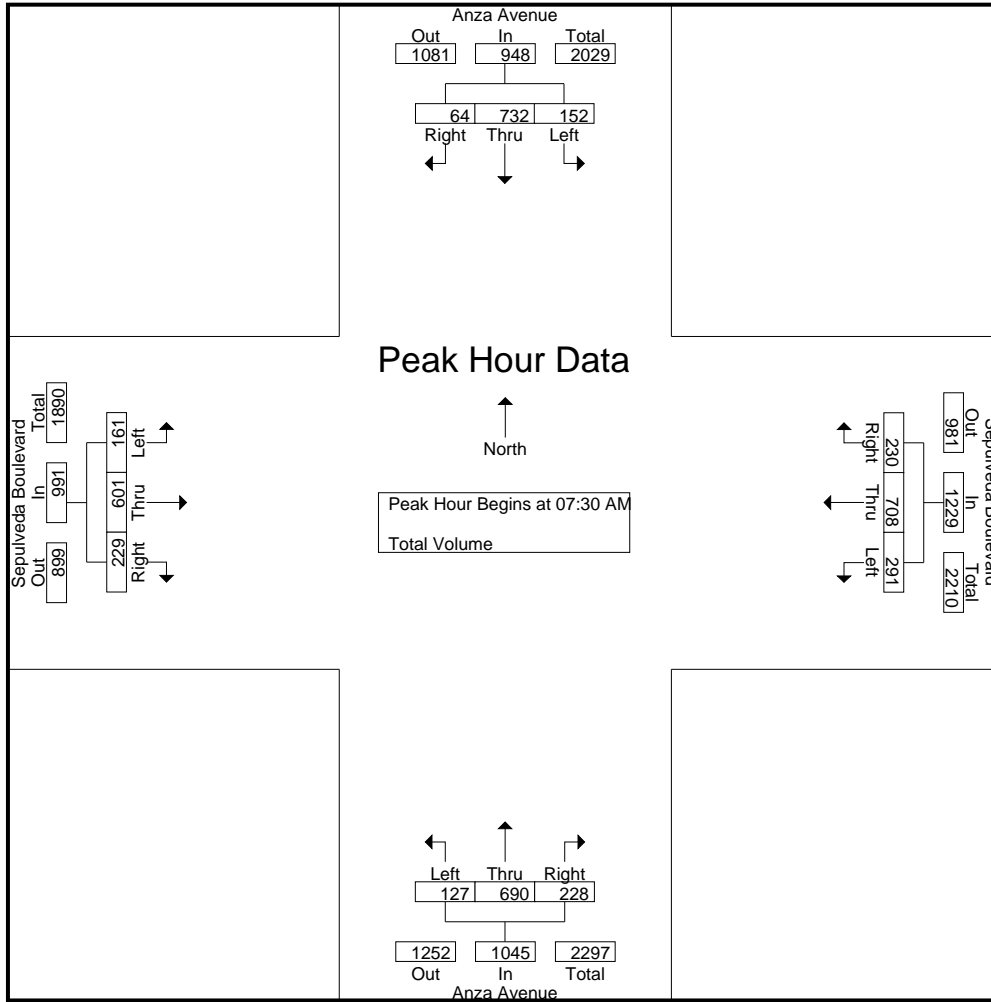 Anza Avenue
Out In Total
1081 948 2029
64 732 152
Right Thru Left
Peak Hour Data
North
Peak Hour Begins at 07:30 AM
Total Volume
Sepulveda Boulevard
Total In Out
1890 991 899
161 601 229
Left Thru Right
Sepulveda Boulevard
Out In Total
981 1229 2210
230 708 291
Right Thru Left
Left Thru Right
127 690 228
1252 1045 2297
Out In Total
Anza Avenue